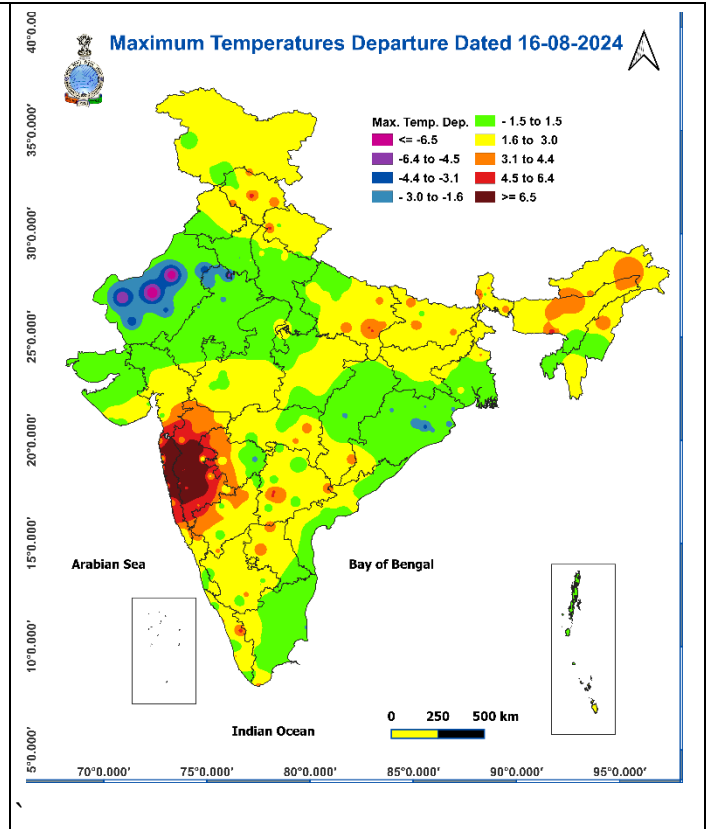 Maximum Temperatures Departure Dated 16-08-2024
Max. Temp. Dep.
<= -6.5
-6.4 to -4.5
-4.4 to -3.1
- 3.0 to -1.6
- 1.5 to 1.5
1.6 to 3.0
3.1 to 4.4
4.5 to 6.4
>= 6.5
40°0.00
35°0.000'
30°0.000'
25°0.000'
20°0.000'
15°0.000'
10°0.000'
5°0.000'
Arabian Sea
Bay of Bengal
Indian Ocean
0 250 500 km
70°0.000' 75°0.000' 80°0.000' 85°0.000' 90°0.000' 95°0.000'